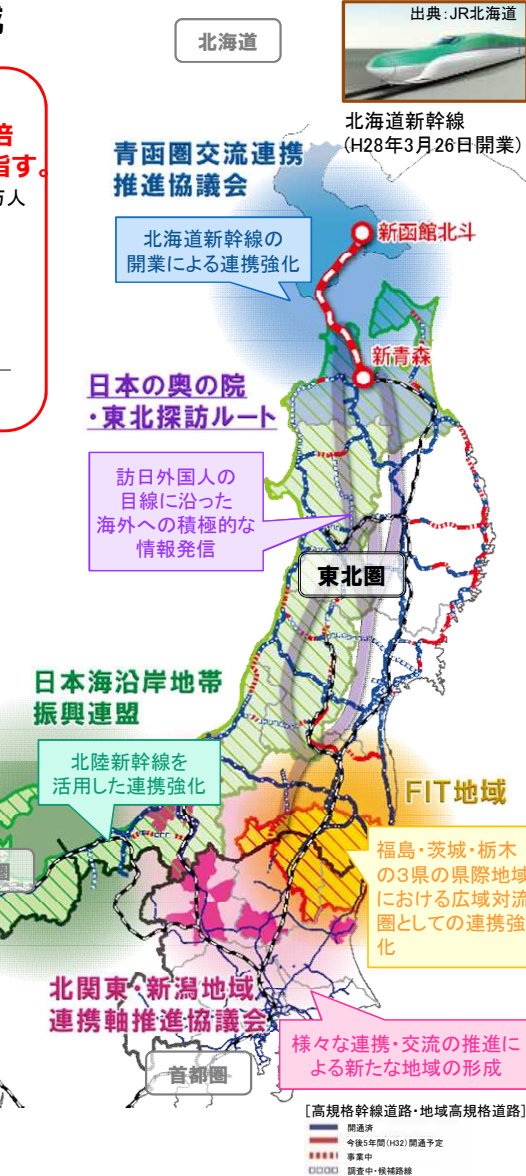 成
北海道
出典:JR北海道
倍
指す。
万人
北海道新幹線
(H28年3月26日開業)
青函圏交流連携
推進協議会
北海道新幹線の
開業による連携強化
新函館北斗
新青森
日本の奥の院
・東北探訪ルート
訪日外国人の
目線に沿った
海外への積極的な
情報発信
東北圏
日本海沿岸地帯
振興連盟
北陸新幹線を
活用した連携強化
FIT地域
圏
福島・茨城・栃木
の3県の県際地域
における広域対流
圏としての連携強
化
北関東・新潟地域
連携軸推進協議会
様々な連携・交流の推進に
よる新たな地域の形成
首都圏
[高規格幹線道路・地域高規格道路]
開通済
今後5年間(H32)開通予定
事業中
調査中・候補路線